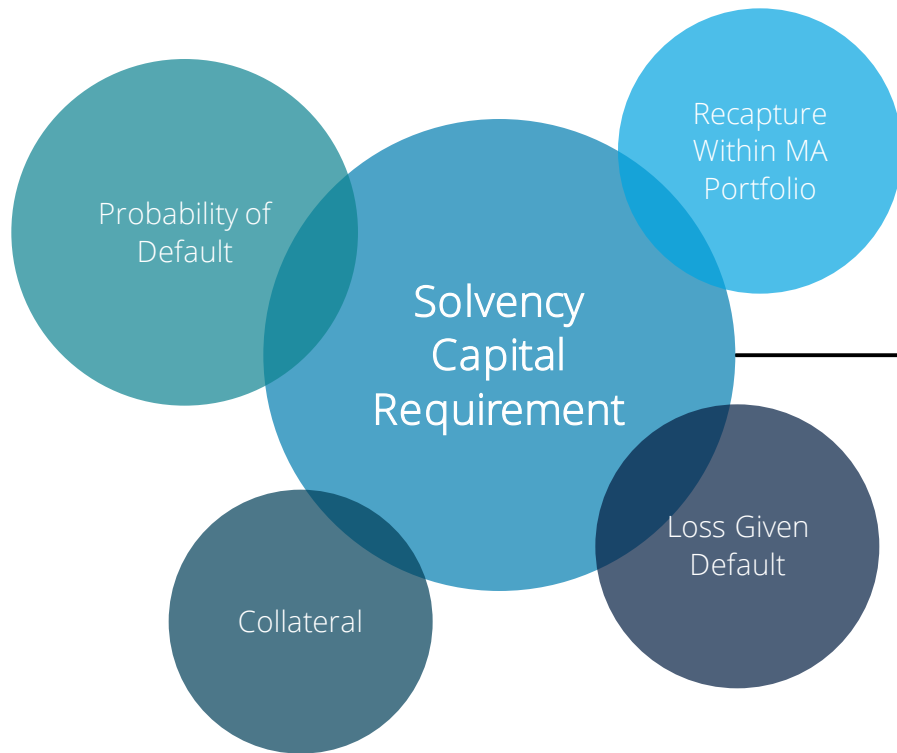 Recapture
Within MA
Portfolio
Probability of
Default
Solvency
Capital
Requirement
Loss Given
Default
Collateral